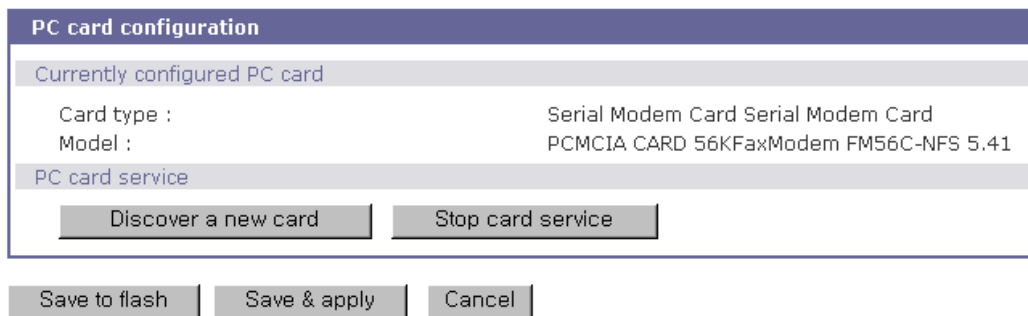 PC card configuration
Currently configured PC card
Card type : Serial Modem Card Serial Modem Card
Model : PCMCIA CARD 56KFaxModem FM56C-NFS 5.41
PC card service
Discover a new card Stop card service
Save to flash Save & apply Cancel